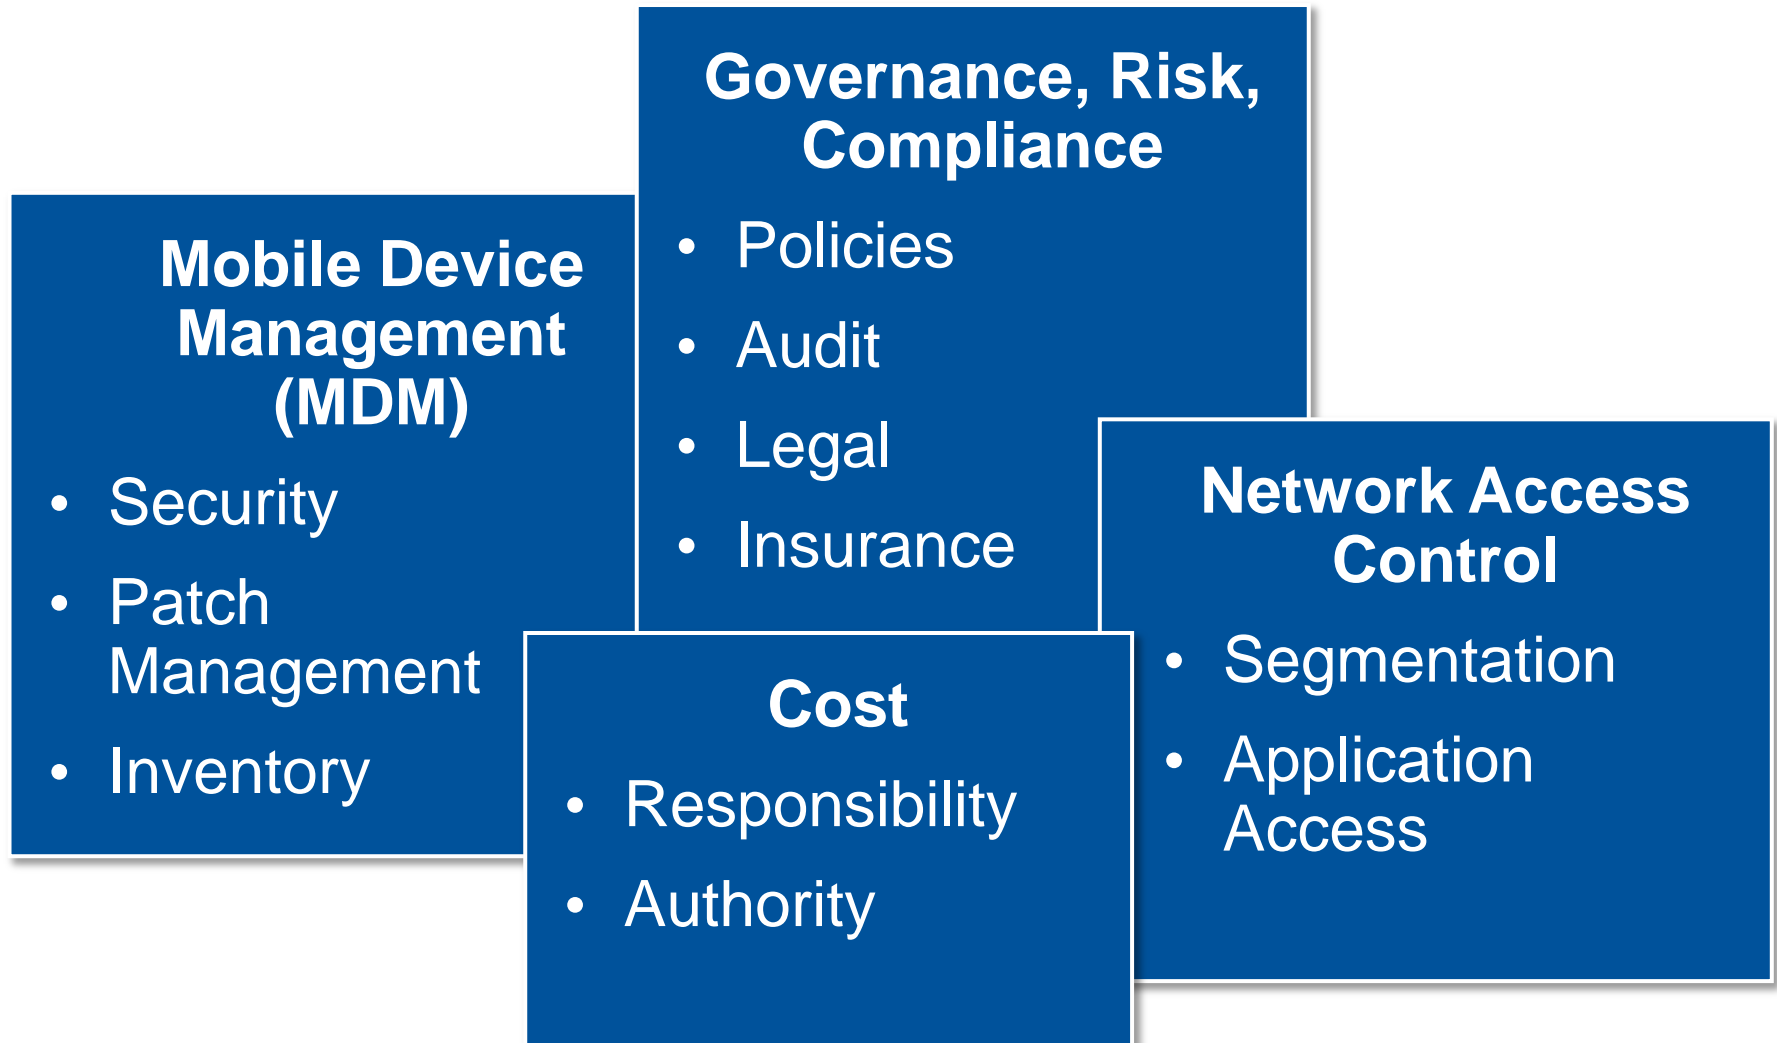 Governance, Risk,
Compliance
• Policies
• Audit
• Legal
• Insurance
Mobile Device
Management
(MDM)
• Security
• Patch
Management
• Inventory
Network Access
Control
• Segmentation
• Application
Access
Cost
• Responsibility
• Authority